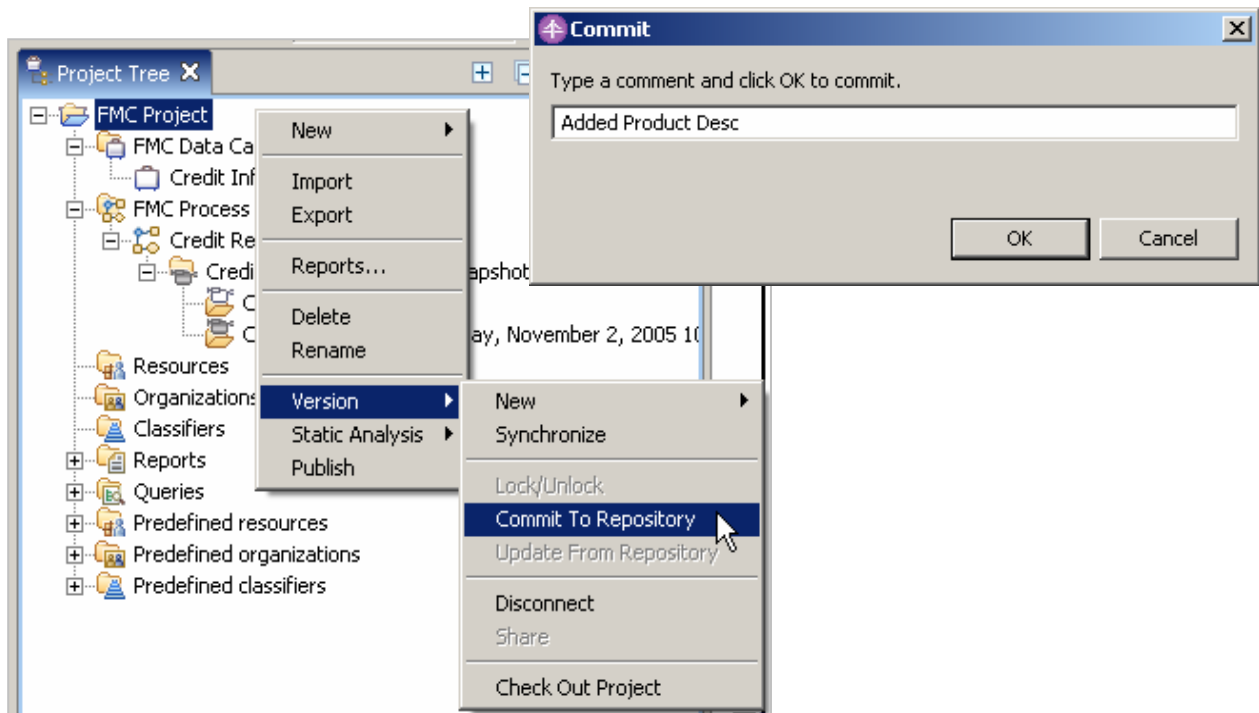 Commit
Type a comment and click OK to commit.
Added Product Desc
OK Cancel
Project Tree
FMC Project
FMC Data Ca
Credit Inf
FMC Process
Credit Re
Credi
apshot
C
C
ay, November 2, 2005 10
Resources
Organizations
Classifiers
Reports
Queries
Predefined resources
Predefined organizations
Predefined classifiers
New
Import
Export
Reports...
Delete
Rename
Version
Static Analysis
Publish
New
Synchronize
Lock/Unlock
Commit To Repository
Update From Repository
Disconnect
Share
Check Out Project